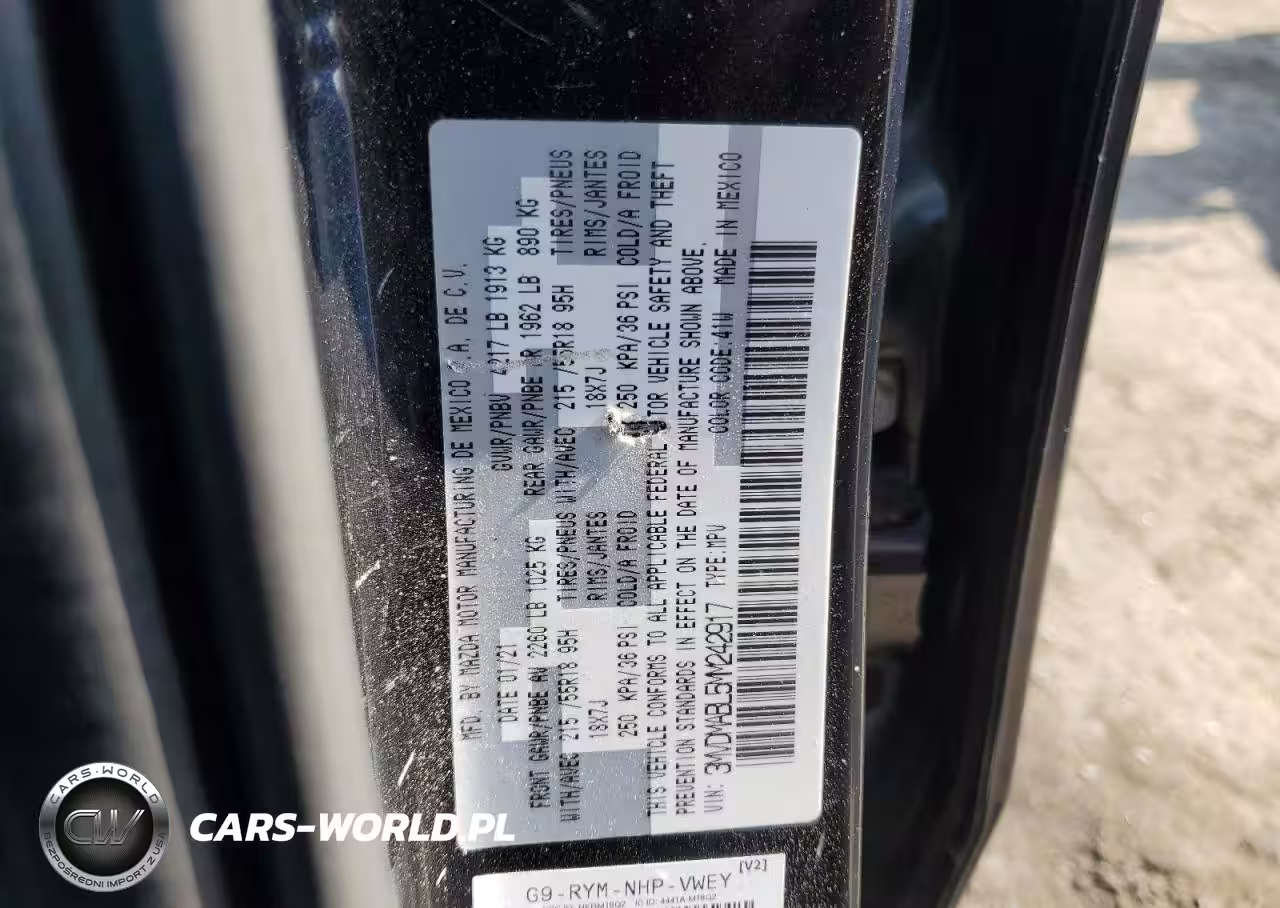 MFD. BY MAZDA MOTOR MANUFACTURING DE MEXICO A. DE C.V.
DATE 01/21 GVWR/PNBV 4217 LB 1913 KG
FRONT GAWR/PNBE AV 2260 LB 1025 KG REAR GAWR/PNBE R 1962 LB 890 KG
WITH/AVEC 215 /55R18 95H TIRES/PNEUS WITH/AVEC 215 /55R18 95H TIRES/PNEUS
18X7J RIMS/JANTES 18X7J RIMS/JANTES
250 KPA/36 PSI COLD/A FROID 250 KPA/36 PSI COLD/A FROID
THIS VEHICLE CONFORMS TO ALL APPLICABLE FEDERAL MOTOR VEHICLE SAFETY AND THEFT
PREVENTION STANDARDS IN EFFECT ON THE DATE OF MANUFACTURE SHOWN ABOVE.
VIN: 3MVDMABL5MM242917 TYPE:MPV COLOR CODE:41W MADE IN MEXICO
[V2]
G9-RYM-NHP-VWEY
CARS-WORLD
CW
BEZPOŚREDNI IMPORT Z USA
CARS-WORLD.PL